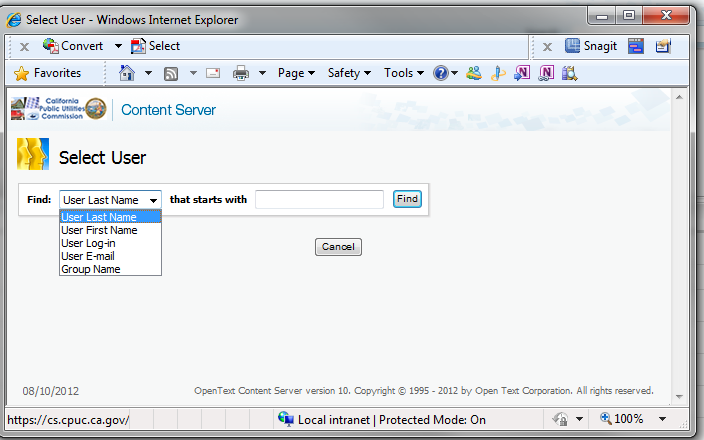 Select User - Windows Internet Explorer
x Convert Select x Snagit
Favorites Page Safety Tools
California
Public Utilities
Commission
Content Server
Select User
Find: User Last Name that starts with Find
User Last Name
User First Name
User Log-in
User E-mail
Group Name
Cancel
08/10/2012 OpenText Content Server version 10. Copyright © 1995 - 2012 by Open Text Corporation. All rights reserved.
https://cs.cpuc.ca.gov/ Local intranet | Protected Mode: On 100%